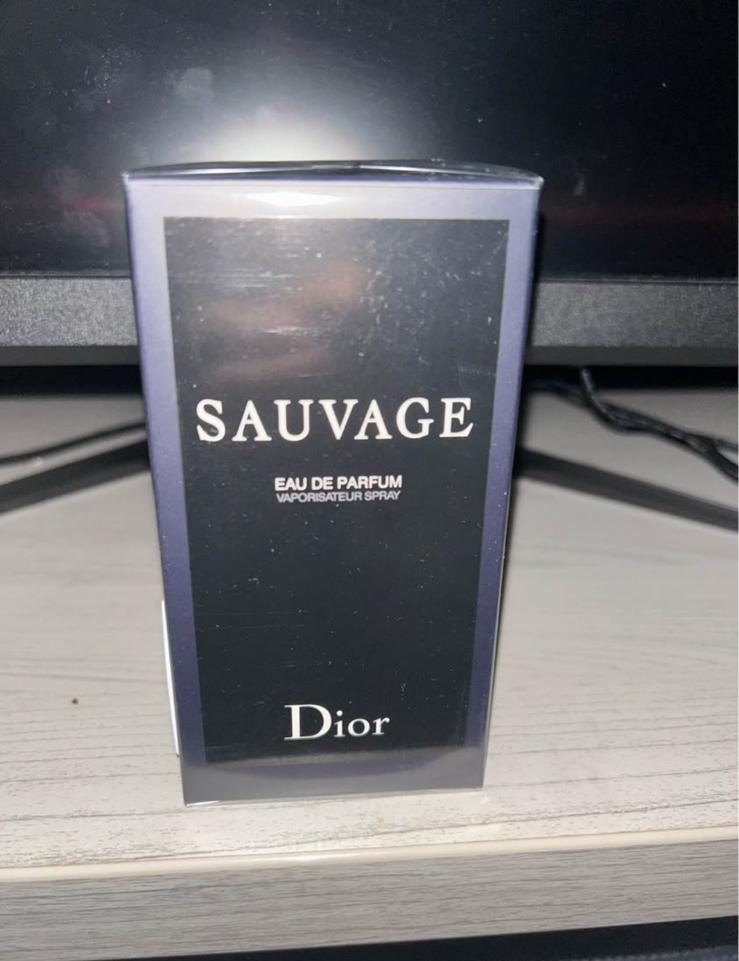 SAUVAGE
EAU DE PARFUM
VAPORISATEUR SPRAY
Dior